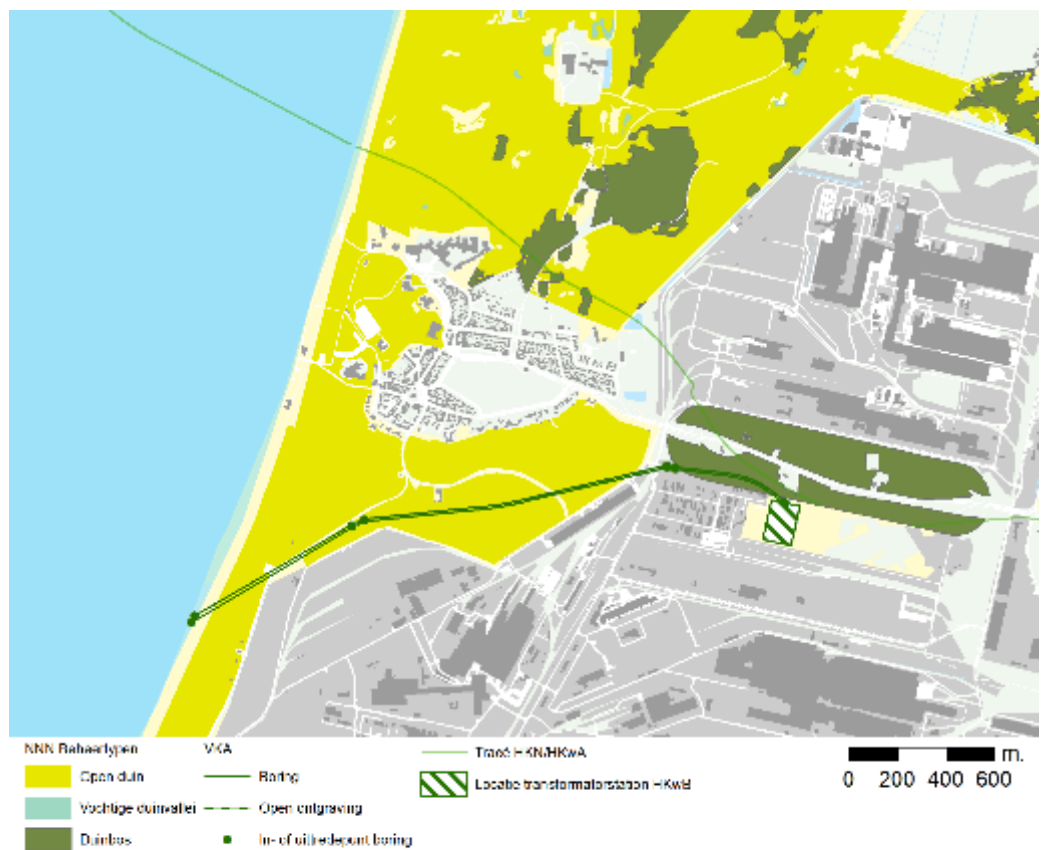 NNN Beheertypen
Open duin
Vochtige duinvallei
Duinbos
VKA
Boring
Open ontgraving
In- of uittredepunt boring
Tracé HKN/HKwA
Locatie transformatorstation HKwB
m.
0 200 400 600